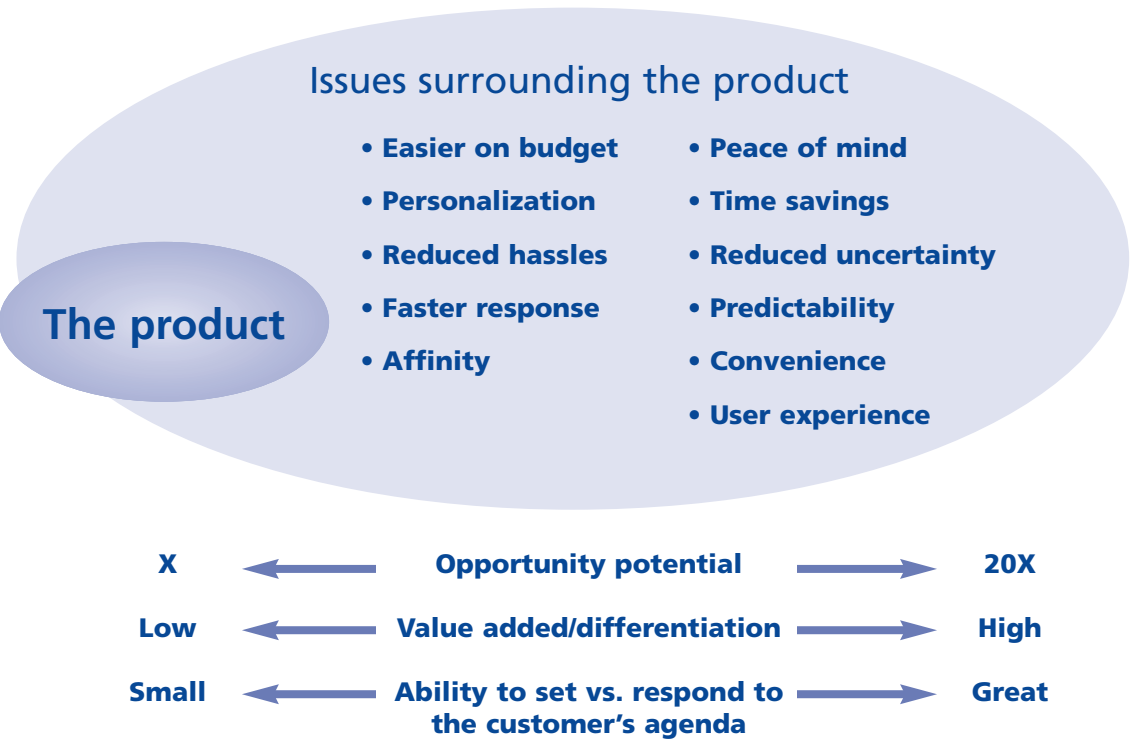 Issues surrounding the product
• Easier on budget
• Personalization
• Reduced hassles
• Faster response
• Affinity
• Peace of mind
• Time savings
• Reduced uncertainty
• Predictability
• Convenience
• User experience
The product
X Opportunity potential 20X
Low Value added/differentiation High
Small Ability to set vs. respond to Great
the customer's agenda